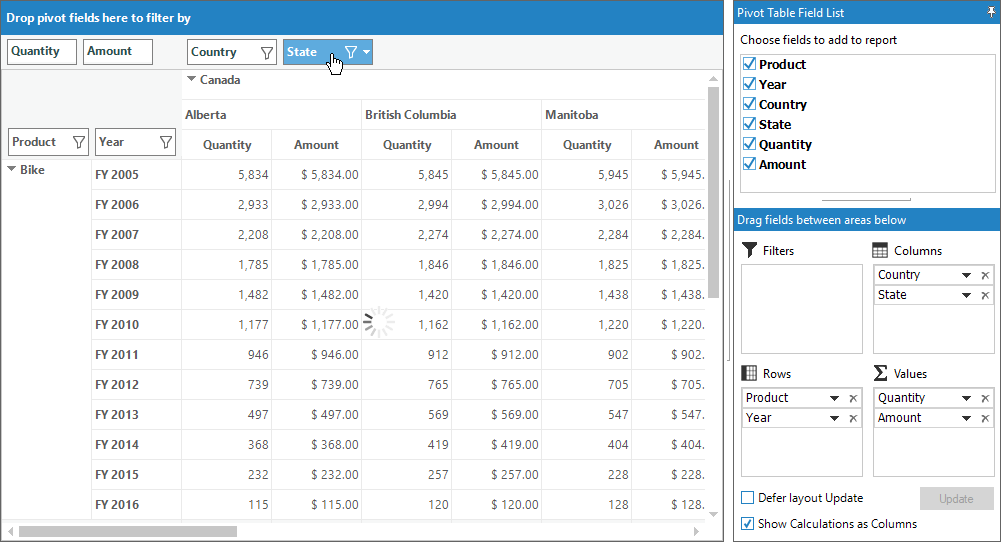 Drop pivot fields here to filter by
Quantity Amount Country State
Canada
Alberta British Columbia Manitoba
Product Year Quantity Amount Quantity Amount Quantity Amount
Bike FY 2005 5,834 $ 5,834.00 5,845 $ 5,845.00 5,945 $ 5,945.
FY 2006 2,933 $ 2,933.00 2,994 $ 2,994.00 3,026 $ 3,026.
FY 2007 2,208 $ 2,208.00 2,274 $ 2,274.00 2,284 $ 2,284.
FY 2008 1,785 $ 1,785.00 1,846 $ 1,846.00 1,825 $ 1,825.
FY 2009 1,482 $ 1,482.00 1,420 $ 1,420.00 1,438 $ 1,438.
FY 2010 1,177 $ 1,177.00 1,162 $ 1,162.00 1,220 $ 1,220.
FY 2011 946 $ 946.00 912 $ 912.00 902 $ 902.
FY 2012 739 $ 739.00 765 $ 765.00 705 $ 705.
FY 2013 497 $ 497.00 569 $ 569.00 547 $ 547.
FY 2014 368 $ 368.00 419 $ 419.00 404 $ 404.
FY 2015 232 $ 232.00 257 $ 257.00 228 $ 228.
FY 2016 115 $ 115.00 120 $ 120.00 128 $ 128.
Pivot Table Field List
Choose fields to add to report
Product
Year
Country
State
Quantity
Amount
Drag fields between areas below
Filters Columns
Country
State
Rows Values
Product Quantity
Year Amount
Defer layout Update Update
Show Calculations as Columns